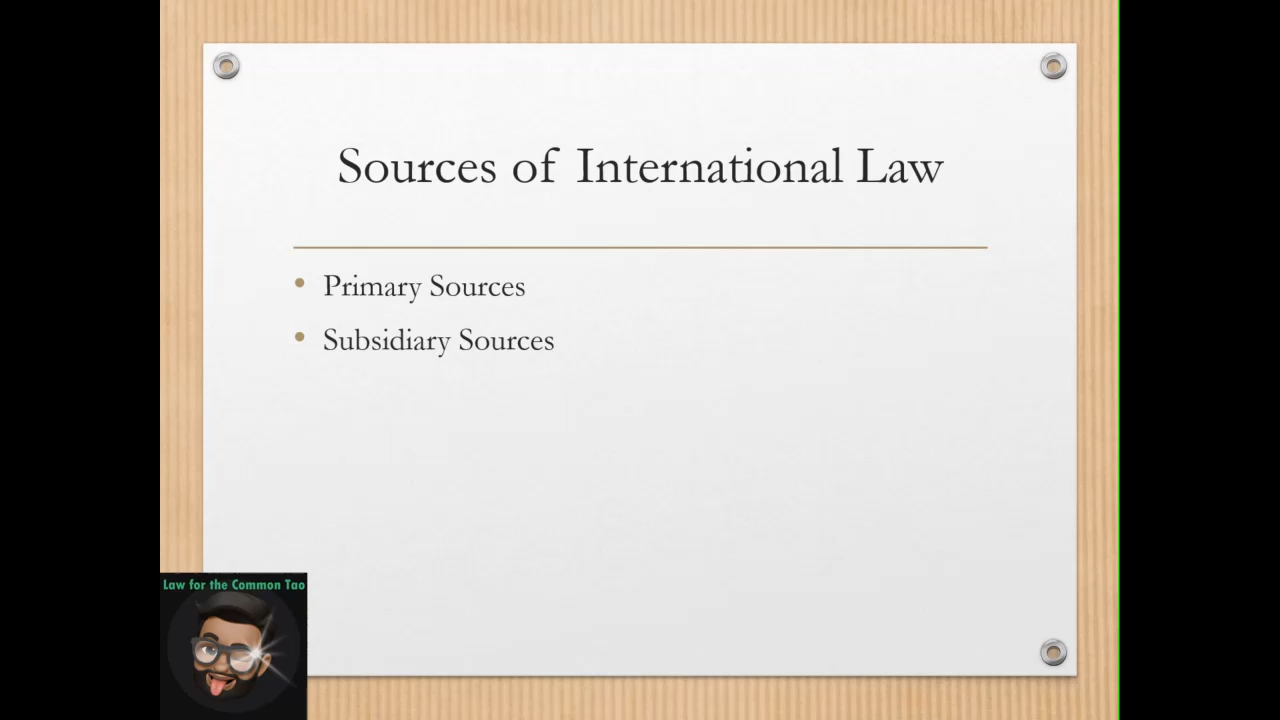 Sources of International Law
Primary Sources
Subsidiary Sources
Law for the Common Tao